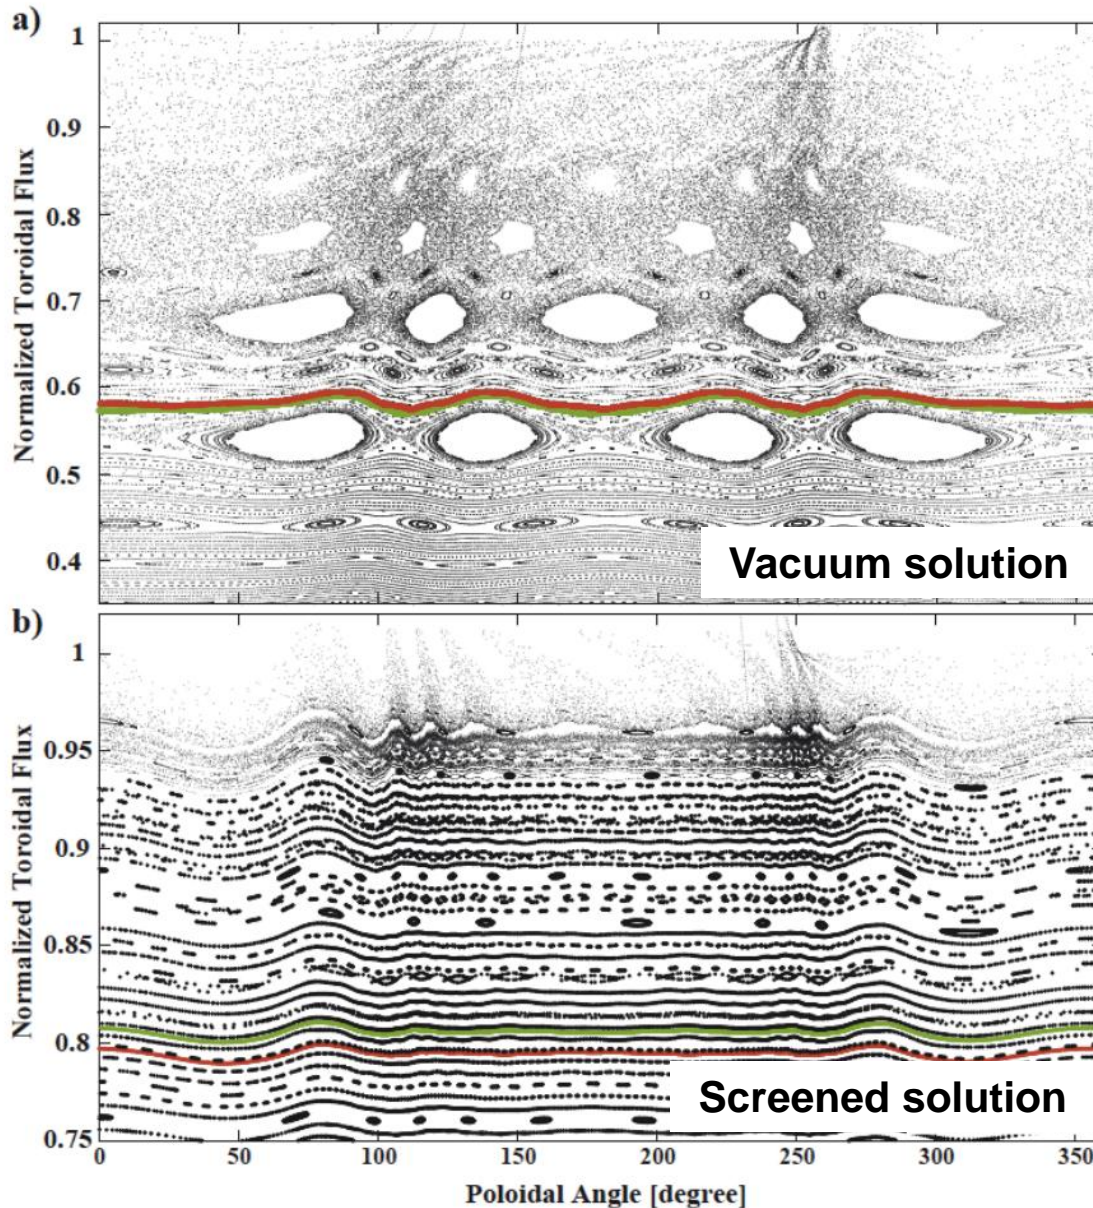 a)
1
0.9
0.8
0.7
0.6
0.5
0.4
Normalized Toroidal Flux
Vacuum solution
b)
1
0.95
0.9
0.85
0.8
0.75
Normalized Toroidal Flux
Screened solution
0 50 100 150 200 250 300 350
Poloidal Angle [degree]